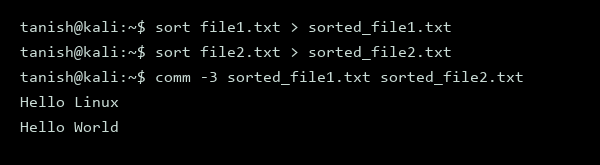 tanish@kali:~$ sort file1.txt > sorted_file1.txt
tanish@kali:~$ sort file2.txt > sorted_file2.txt
tanish@kali:~$ comm -3 sorted_file1.txt sorted_file2.txt
Hello Linux
Hello World